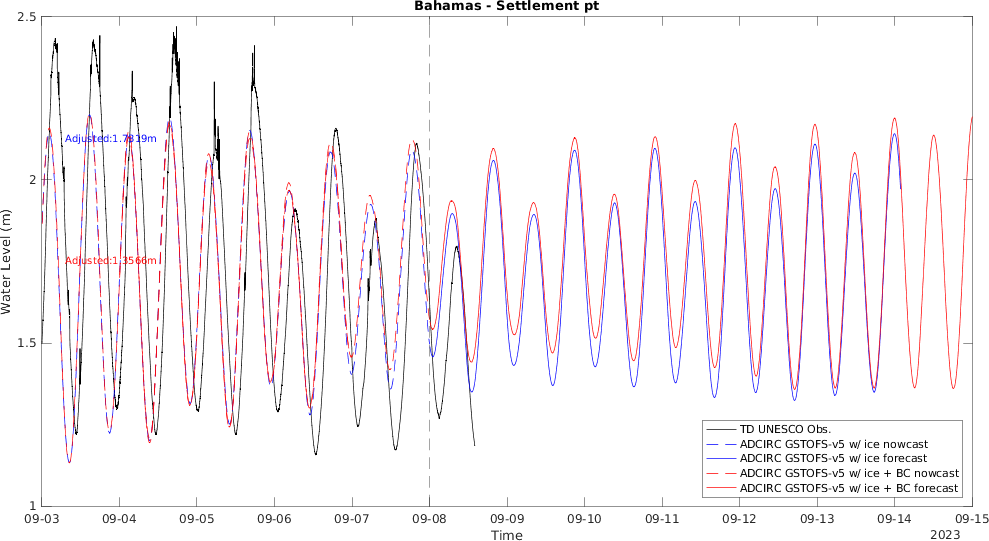 Bahamas - Settlement pt
2.5
2
1.5
1
Water Level (m)
Adjusted:1.7819m
Adjusted:1.3566m
TD UNESCO Obs.
ADCIRC GSTOFS-v5 w/ ice nowcast
ADCIRC GSTOFS-v5 w/ ice forecast
ADCIRC GSTOFS-v5 w/ ice + BC nowcast
ADCIRC GSTOFS-v5 w/ ice + BC forecast
09-03 09-04 09-05 09-06 09-07 09-08 09-09 09-10 09-11 09-12 09-13 09-14 09-15
Time
2023